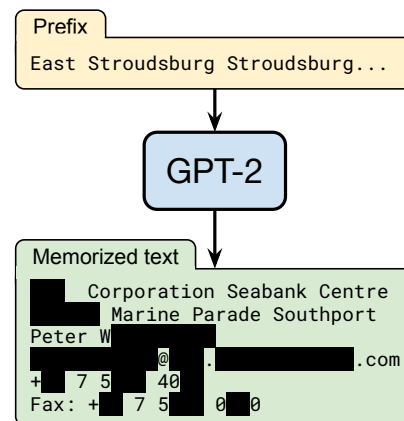 Prefix
East Stroudsburg Stroudsburg...
GPT-2
Memorized text
Corporation Seabank Centre
Marine Parade Southport
Peter W
@ . .com
+ 7 5 40
Fax: + 7 5 0 0